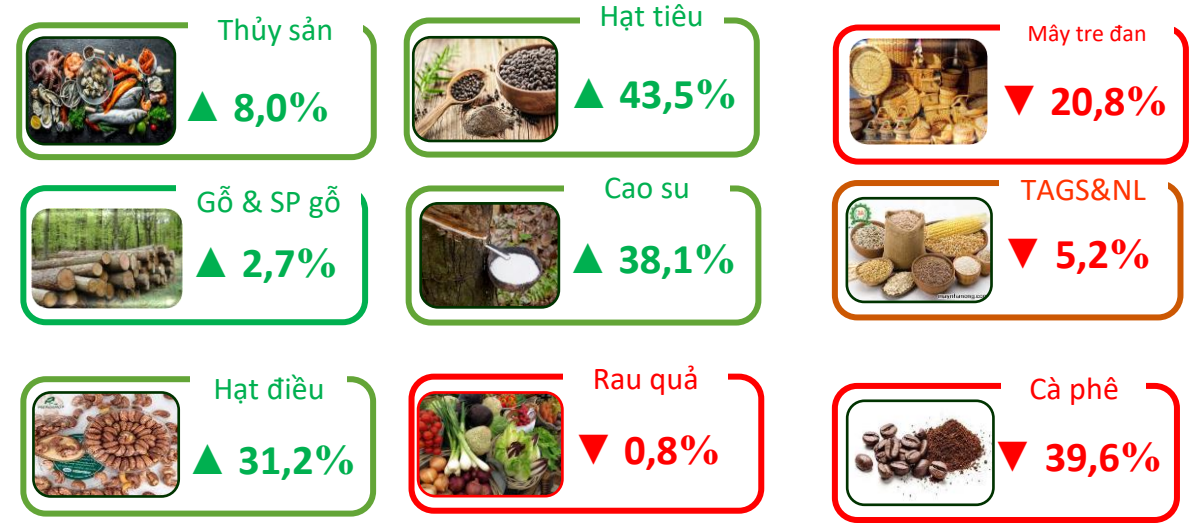 Thủy sản
▲ 8,0%
Hạt tiêu
▲ 43,5%
Mây tre đan
▼ 20,8%
Gỗ & SP gỗ
▲ 2,7%
Cao su
▲ 38,1%
TAGS&NL
▼ 5,2%
Hạt điều
▲ 31,2%
Rau quả
▼ 0,8%
Cà phê
▼ 39,6%